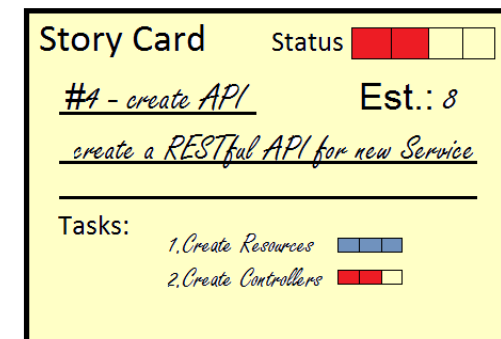 Story Card Status
#4 - create API Est.: 8
create a RESTful API for new Service
Tasks:
1.Create Resources
2.Create Controllers